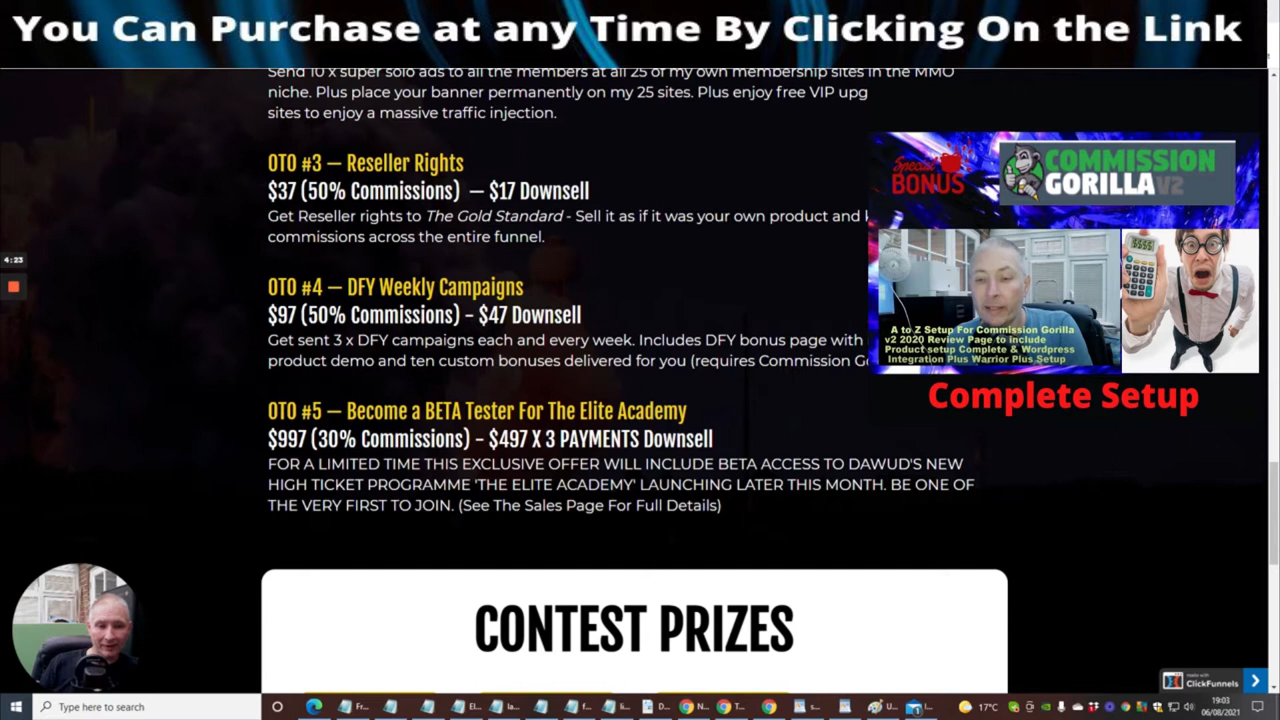 You Can Purchase at any Time By Clicking On the Link
Send 10 x super solo ads to all the members at all 25 of my own membership sites in the MMO
niche. Plus place your banner permanently on my 25 sites. Plus enjoy free VIP upg
sites to enjoy a massive traffic injection.
OTO #3 — Reseller Rights
$37 (50% Commissions) — $17 Downsell
Get Reseller rights to The Gold Standard - Sell it as if it was your own product and
commissions across the entire funnel.
OTO #4 — DFY Weekly Campaigns
$97 (50% Commissions) - $47 Downsell
Get sent 3 x DFY campaigns each and every week. Includes DFY bonus page with
product demo and ten custom bonuses delivered for you (requires Commission
OTO #5 — Become a BETA Tester For The Elite Academy
$997 (30% Commissions) - $497 X 3 PAYMENTS Downsell
FOR A LIMITED TIME THIS EXCLUSIVE OFFER WILL INCLUDE BETA ACCESS TO DAWUD'S NEW
HIGH TICKET PROGRAMME 'THE ELITE ACADEMY' LAUNCHING LATER THIS MONTH. BE ONE OF
THE VERY FIRST TO JOIN. (See The Sales Page For Full Details)
CONTEST PRIZES
Special
BONUS
COMMISSION
GORILLA V2
A to Z Setup For Commission Gorilla
v2 2020 Review Page to include
Product setup Complete & Wordpress
Integration Plus Warrior Plus Setup
Complete Setup
4:23
made with
ClickFunnels
Type here to search
Fr...
El...
la...
f...
li...
D...
N...
T...
s...
U...
I...
17°C
19:03
06/08/2021